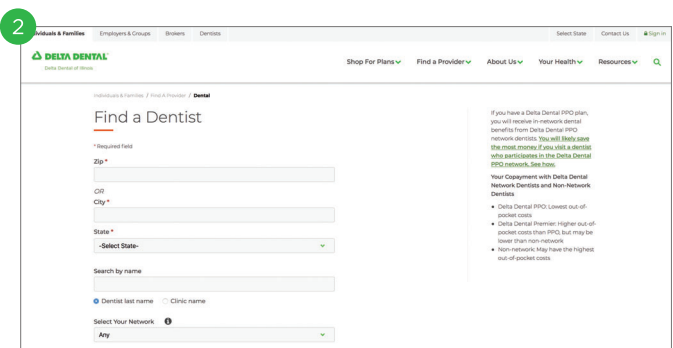 2
Individuals & Families Employers & Groups Brokers Dentists Select State Contact Us Sign in
DELTA DENTAL
Delta Dental of Illinois
Shop For Plans Find a Provider About Us Your Health Resources
Individuals & Families / Find A Provider / Dental
Find a Dentist
* Required field
Zip *
OR
City *
State *
-Select State-
Search by name
Dentist last name Clinic name
Select Your Network
Any
If you have a Delta Dental PPO plan,
you will receive in-network dental
benefits from Delta Dental PPO
network dentists. You will likely save
the most money if you visit a dentist
who participates in the Delta Dental
PPO network. See how.
Your Copayment with Delta Dental
Network Dentists and Non-Network
Dentists
• Delta Dental PPO: Lowest out-of-
pocket costs
• Delta Dental Premier: Higher out-of-
pocket costs than PPO, but may be
lower than non-network
• Non-network: May have the highest
out-of-pocket costs